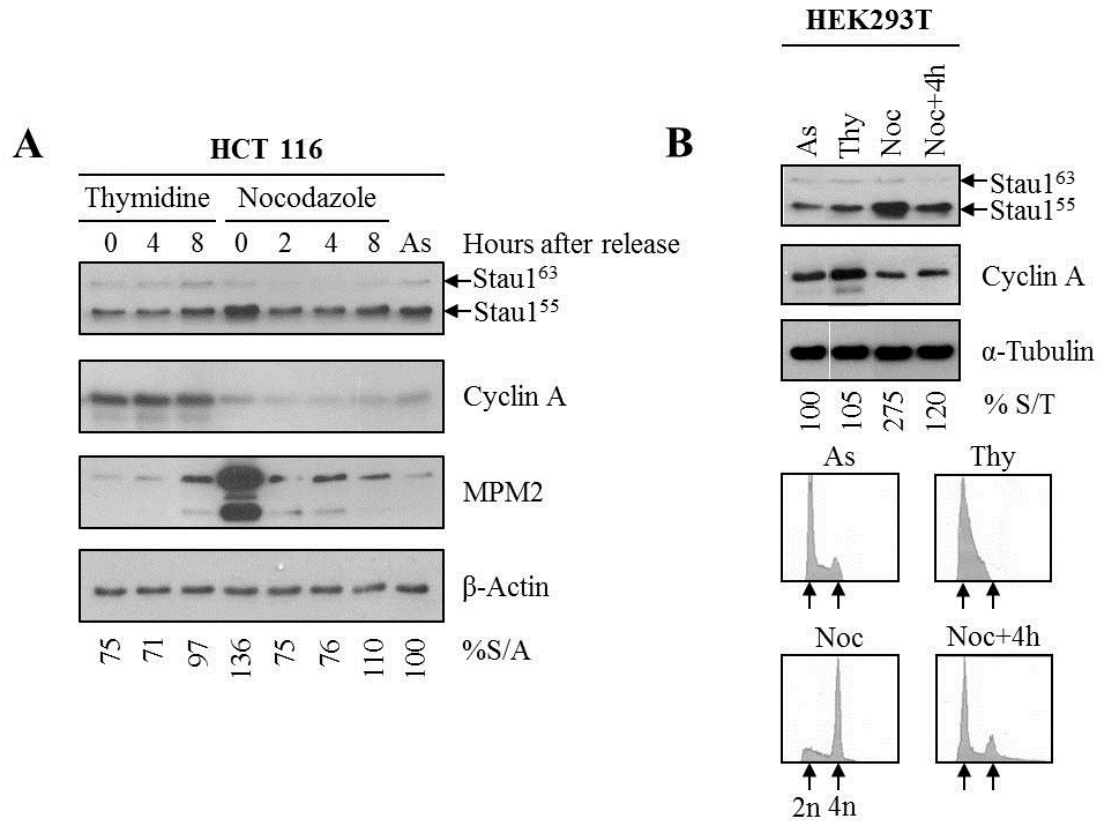 A
HCT 116
Thymidine Nocodazole
0 4 8 0 2 4 8 As Hours after release
Stau1⁶³
Stau1⁵⁵
Cyclin A
MPM2
β-Actin
75 71 97 136 75 76 110 100 %S/A
B
HEK293T
As Thy Noc Noc+4h
Stau1⁶³
Stau1⁵⁵
Cyclin A
α-Tubulin
100 105 275 120 % S/T
As Thy
Noc Noc+4h
2n 4n